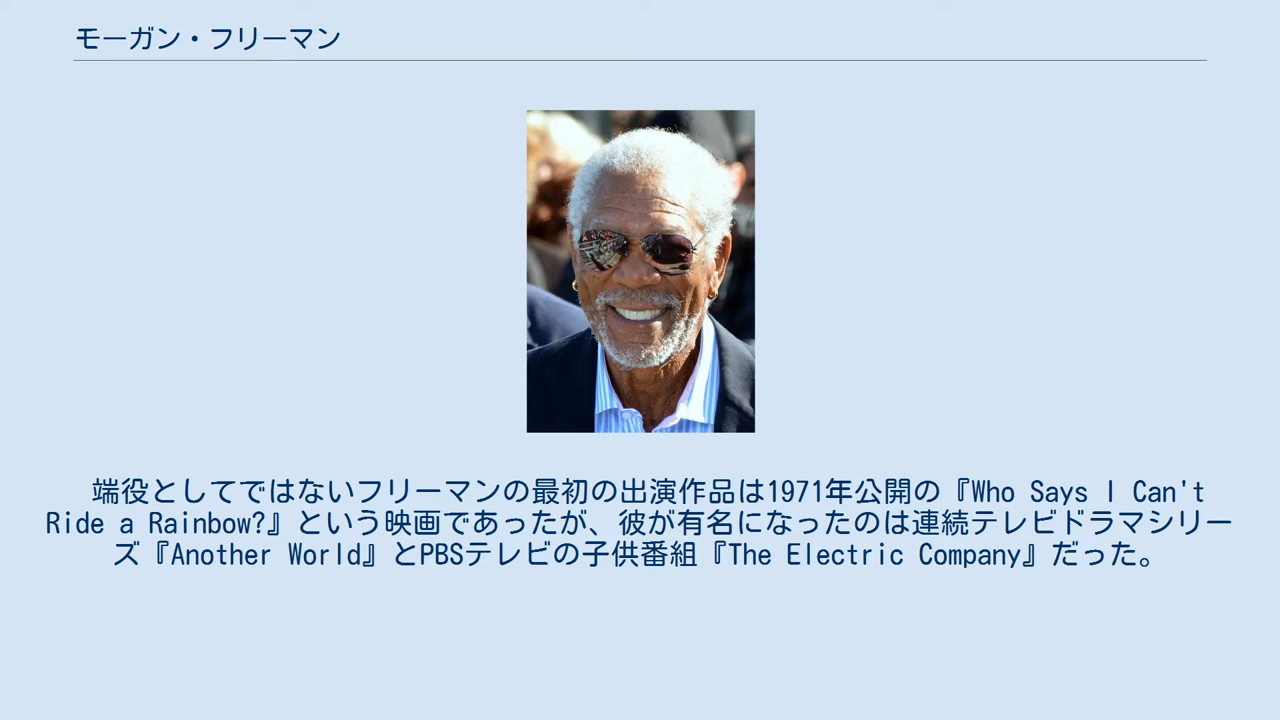 モーガン・フリーマン
端役としてではないフリーマンの最初の出演作品は1971年公開の『Who Says I Can't
Ride a Rainbow?』という映画であったが、彼が有名になったのは連続テレビドラマシリー
ズ『Another World』とPBSテレビの子供番組『The Electric Company』だった。